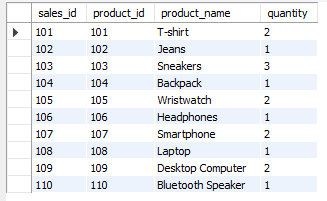 sales_id product_id product_name quantity
101 101 T-shirt 2
102 102 Jeans 1
103 103 Sneakers 3
104 104 Backpack 1
105 105 Wristwatch 2
106 106 Headphones 1
107 107 Smartphone 2
108 108 Laptop 1
109 109 Desktop Computer 2
110 110 Bluetooth Speaker 1